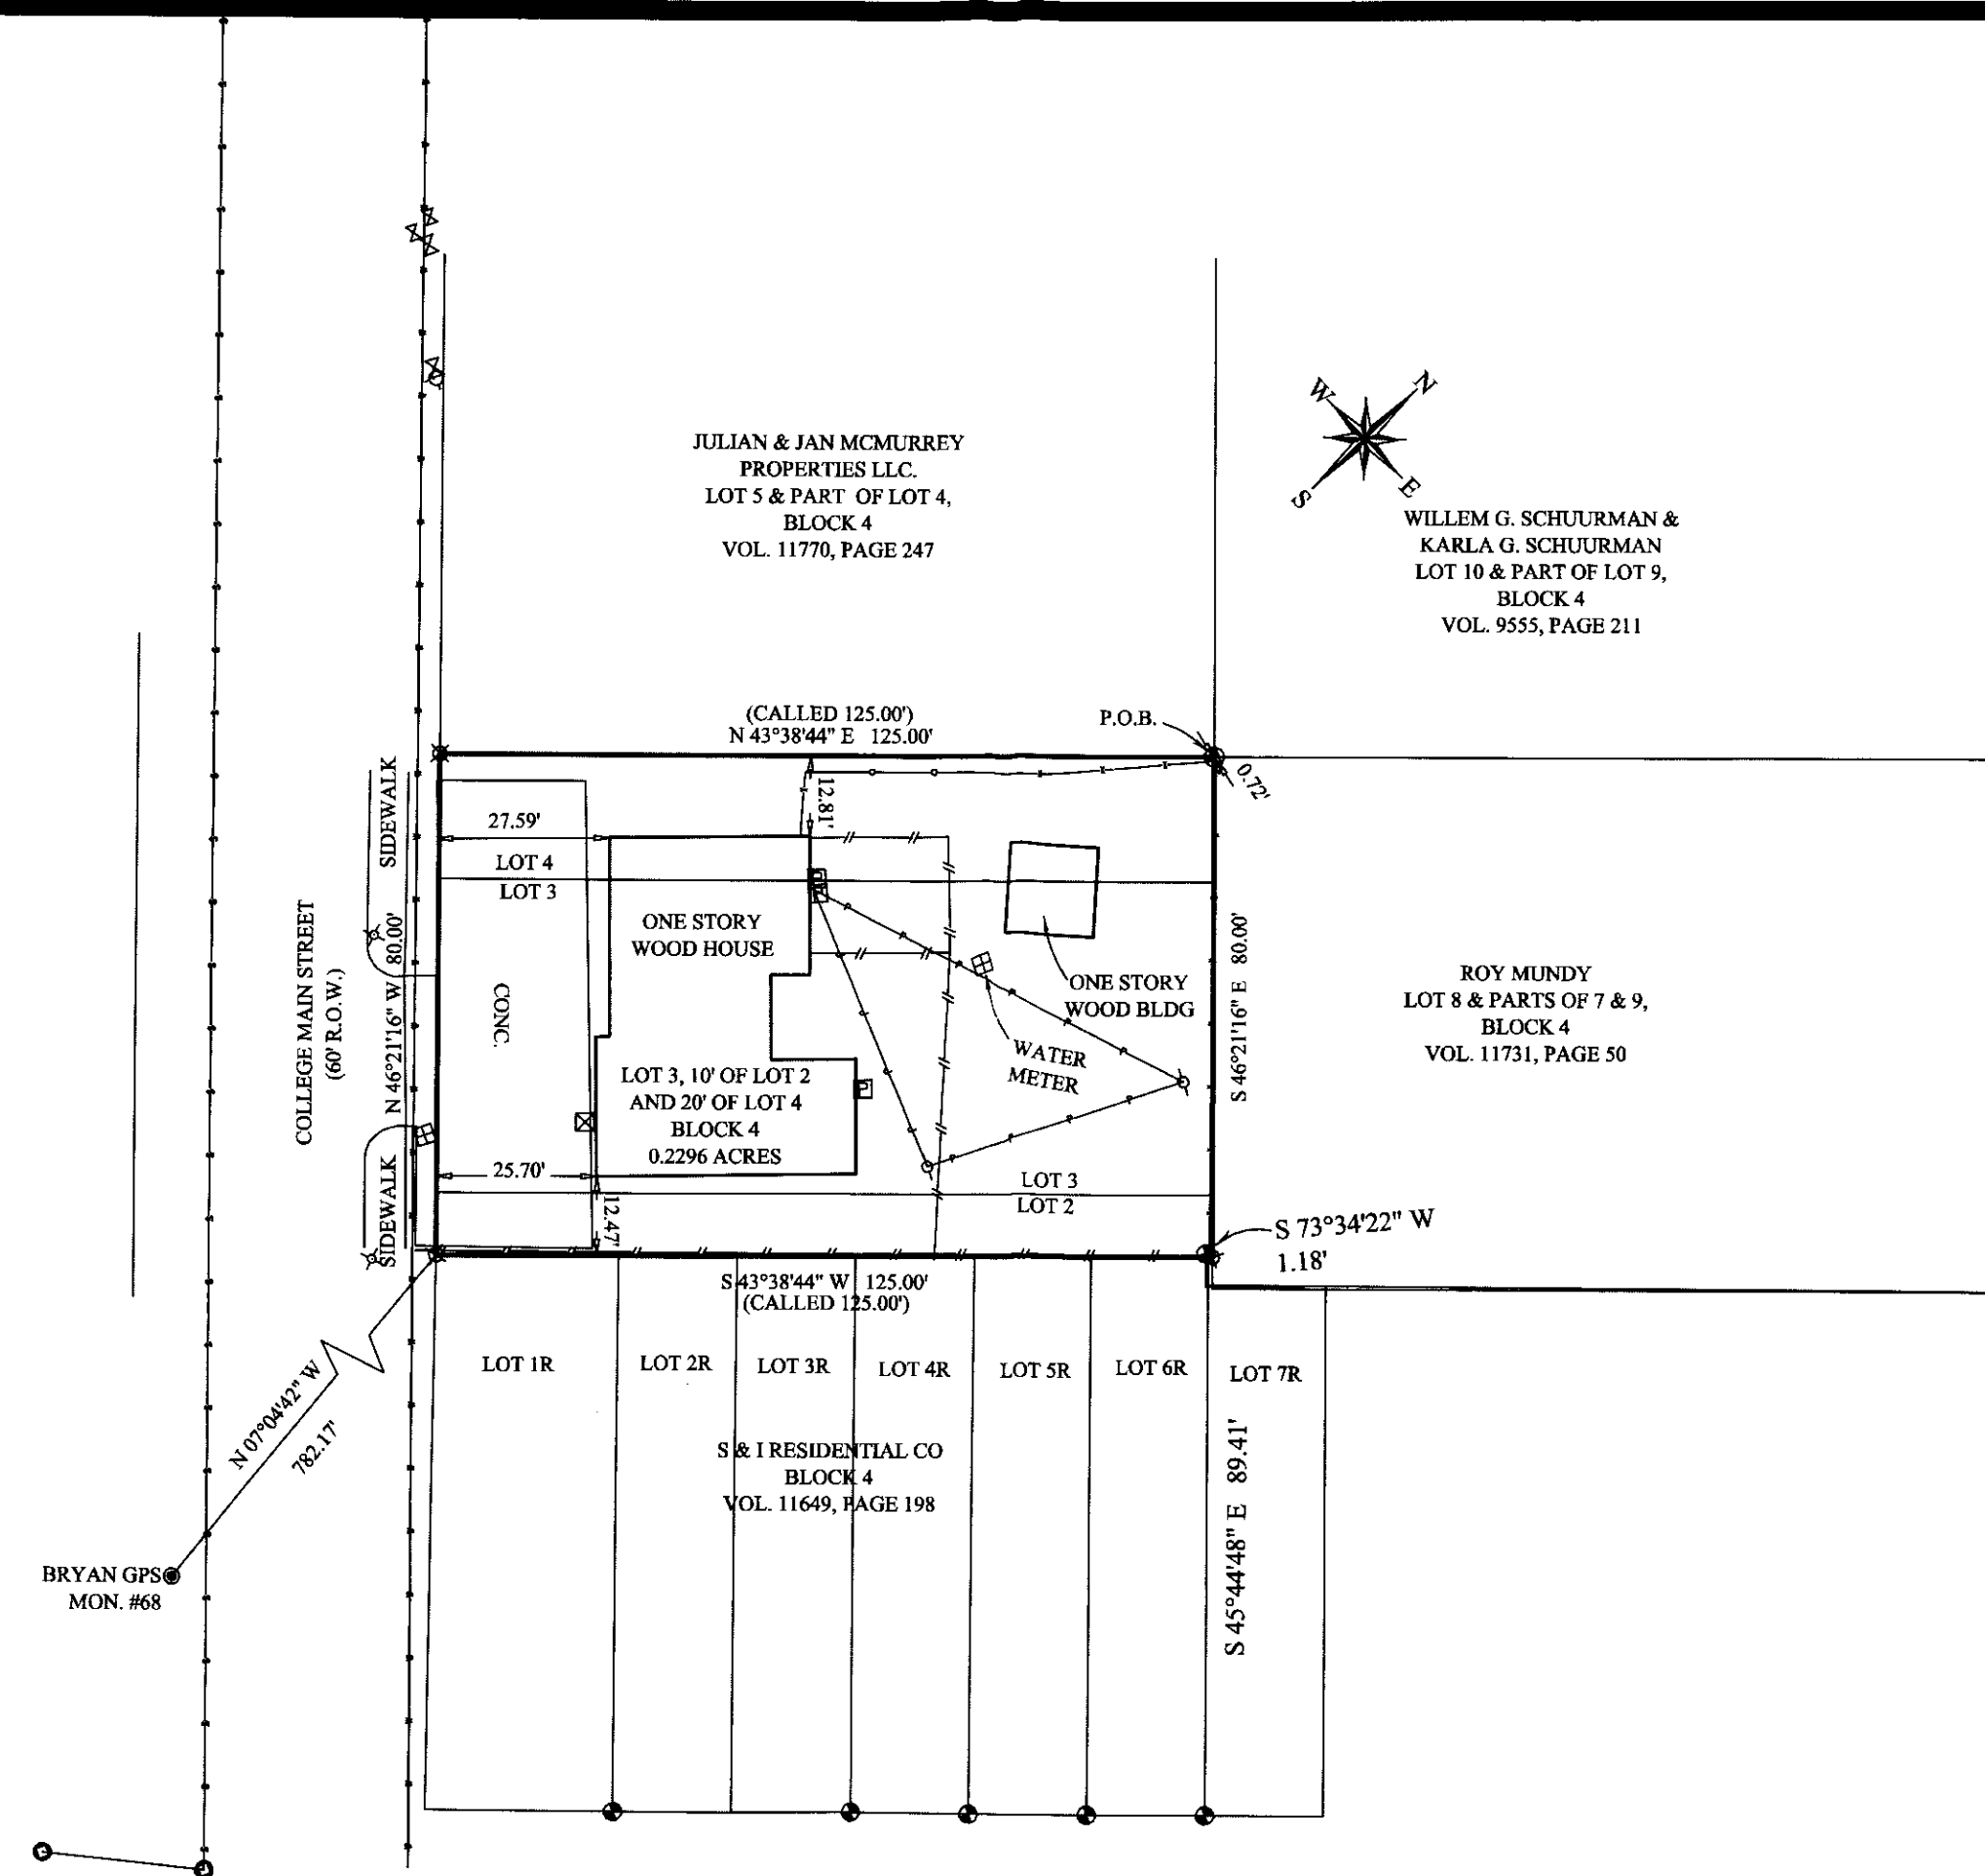 JULIAN & JAN MCMURREY
PROPERTIES LLC.
LOT 5 & PART OF LOT 4,
BLOCK 4
VOL. 11770, PAGE 247
W
N
S
E
WILLEM G. SCHUURMAN &
KARLA G. SCHUURMAN
LOT 10 & PART OF LOT 9,
BLOCK 4
VOL. 9555, PAGE 211
(CALLED 125.00')
N 43°38'44" E 125.00'
P.O.B.
0.72'
SIDEWALK
12.81'
27.59'
LOT 4
LOT 3
ONE STORY
WOOD HOUSE
COLLEGE MAIN STREET
(60' R.O.W.)
N 46°21'16" W 80.00'
CONC.
ONE STORY
WOOD BLDG
WATER
METER
S 46°21'16" E 80.00'
ROY MUNDY
LOT 8 & PARTS OF 7 & 9,
BLOCK 4
VOL. 11731, PAGE 50
LOT 3, 10' OF LOT 2
AND 20' OF LOT 4
BLOCK 4
0.2296 ACRES
SIDEWALK
25.70'
12.47'
LOT 3
LOT 2
S 73°34'22" W
1.18'
S 43°38'44" W 125.00'
(CALLED 125.00')
LOT 1R
LOT 2R
LOT 3R
LOT 4R
LOT 5R
LOT 6R
LOT 7R
N 07°04'42" W
782.17'
S & I RESIDENTIAL CO
BLOCK 4
VOL. 11649, PAGE 198
S 45°44'48" E 89.41'
BRYAN GPS
MON. #68